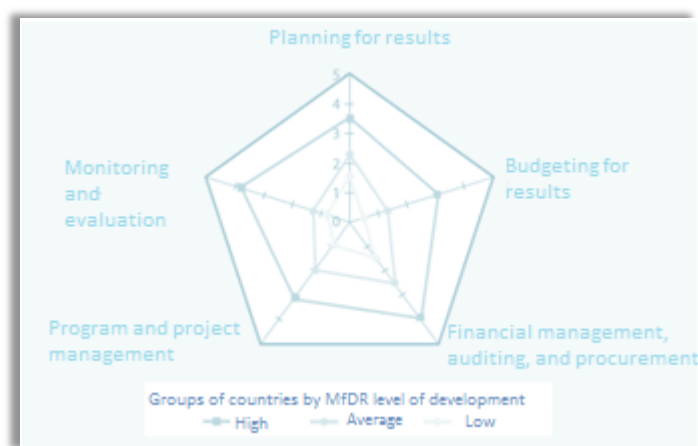 Planning for results
5
4
3
2
1
0
Monitoring
and
evaluation
Budgeting for
results
Program and project
management
Financial management,
auditing, and procurement
Groups of countries by MfDR level of development
High
Average
Low